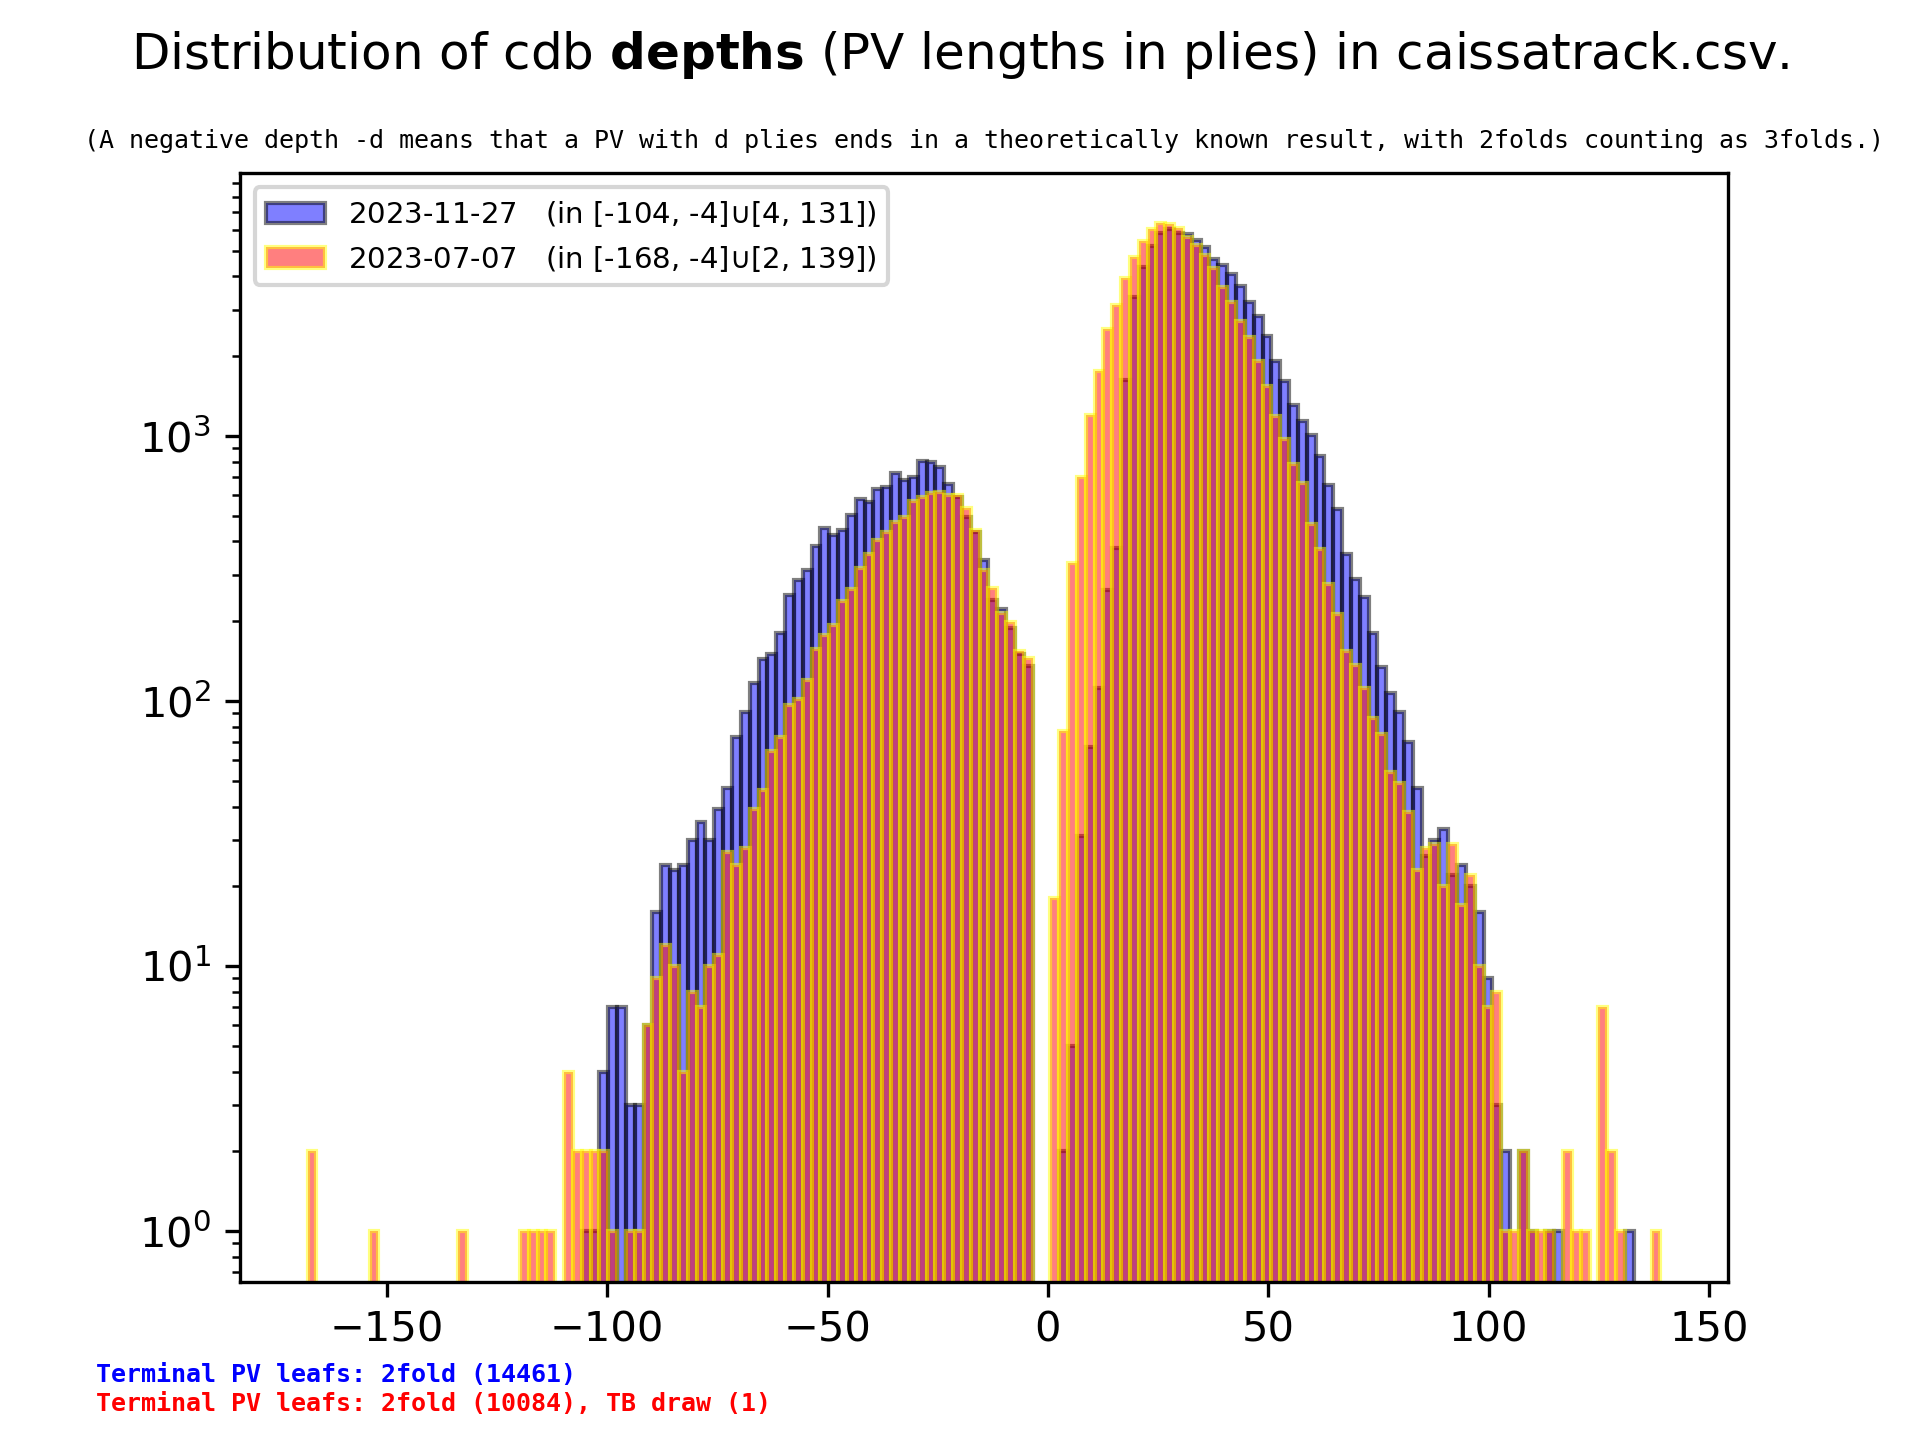 Distribution of cdb depths (PV lengths in plies) in caissatrack.csv.
(A negative depth -d means that a PV with d plies ends in a theoretically known result, with 2folds counting as 3folds.)
2023-11-27 (in [-104, -4]∪[4, 131])
2023-07-07 (in [-168, -4]∪[2, 139])
10³
10²
10¹
10⁰
−150 −100 −50 0 50 100 150
Terminal PV leafs: 2fold (14461)
Terminal PV leafs: 2fold (10084), TB draw (1)